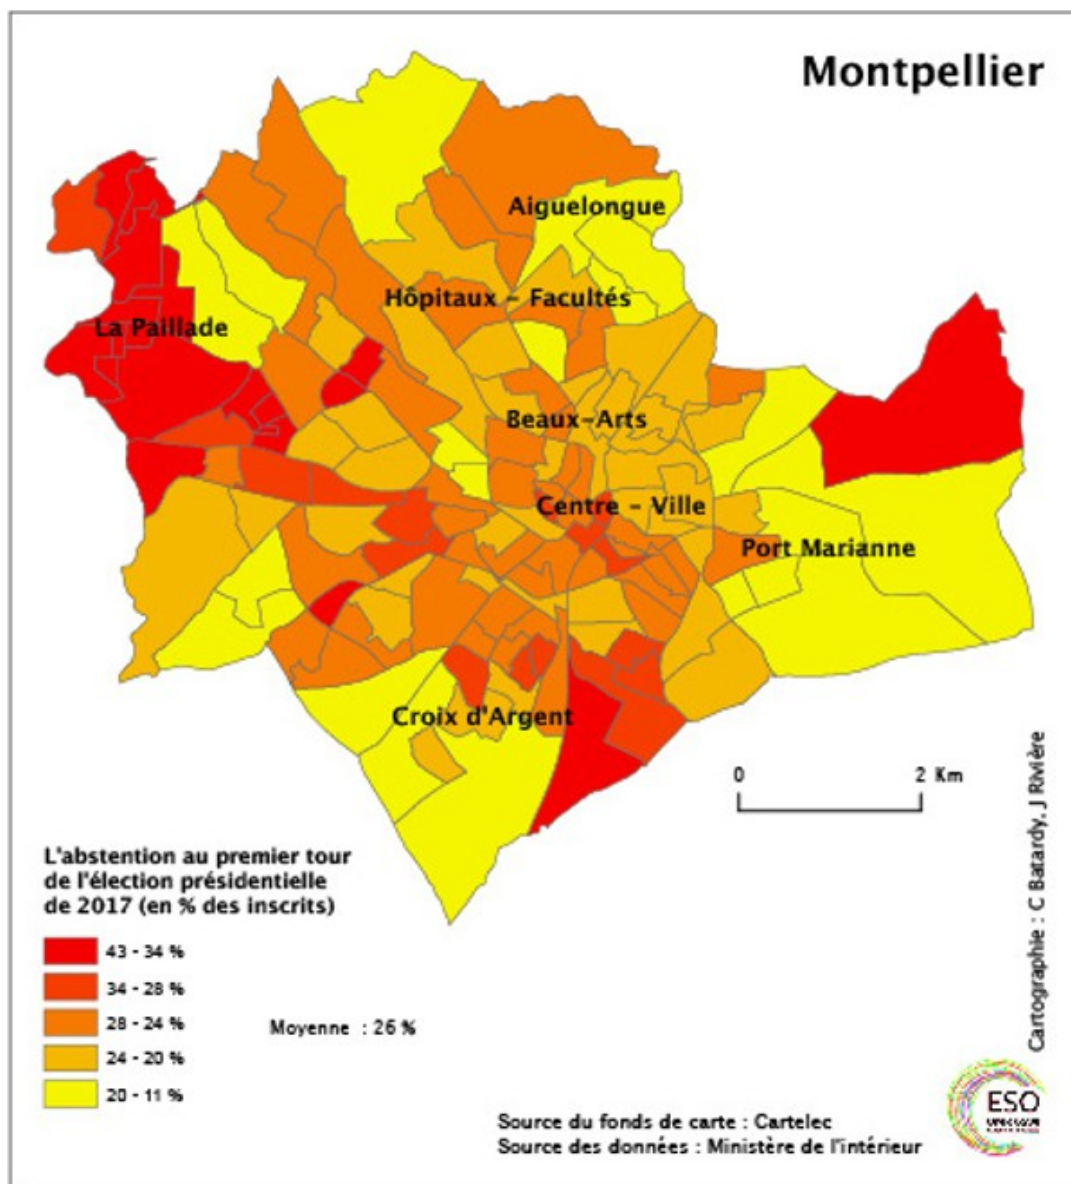 Montpellier
Aiguelongue
Hôpitaux - Facultés
La Paillade
Beaux-Arts
Centre - Ville
Port Marianne
Croix d'Argent
0 2 Km
Cartographie : C Batardy, J Rivière
L'abstention au premier tour
de l'élection présidentielle
de 2017 (en % des inscrits)
43 - 34 %
34 - 28 %
28 - 24 %
24 - 20 %
20 - 11 %
Moyenne : 26 %
Source du fonds de carte : Cartelec
Source des données : Ministère de l'intérieur
ESO